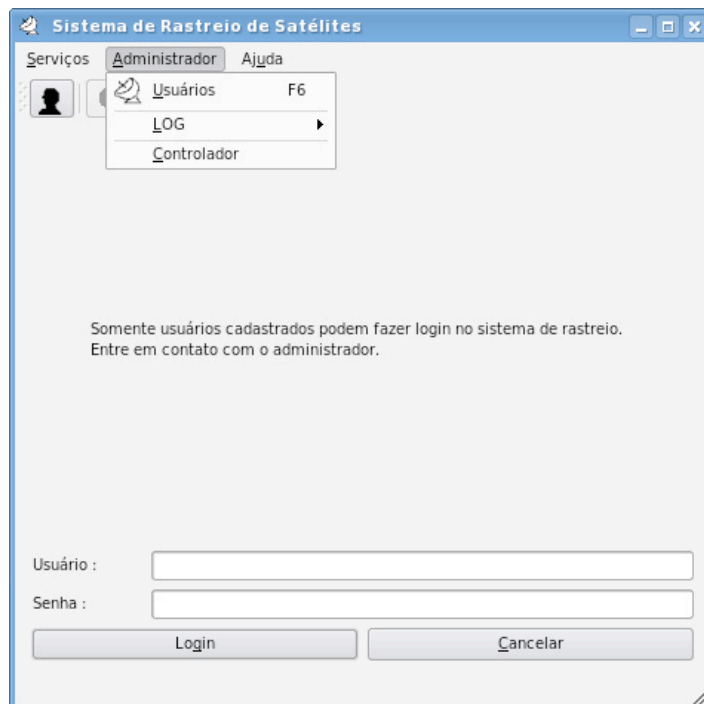 Sistema de Rastreio de Satélites
Serviços Administrador Ajuda
Usuários F6
LOG
Controlador
Somente usuários cadastrados podem fazer login no sistema de rastreio.
Entre em contato com o administrador.
Usuário :
Senha :
Login Cancelar